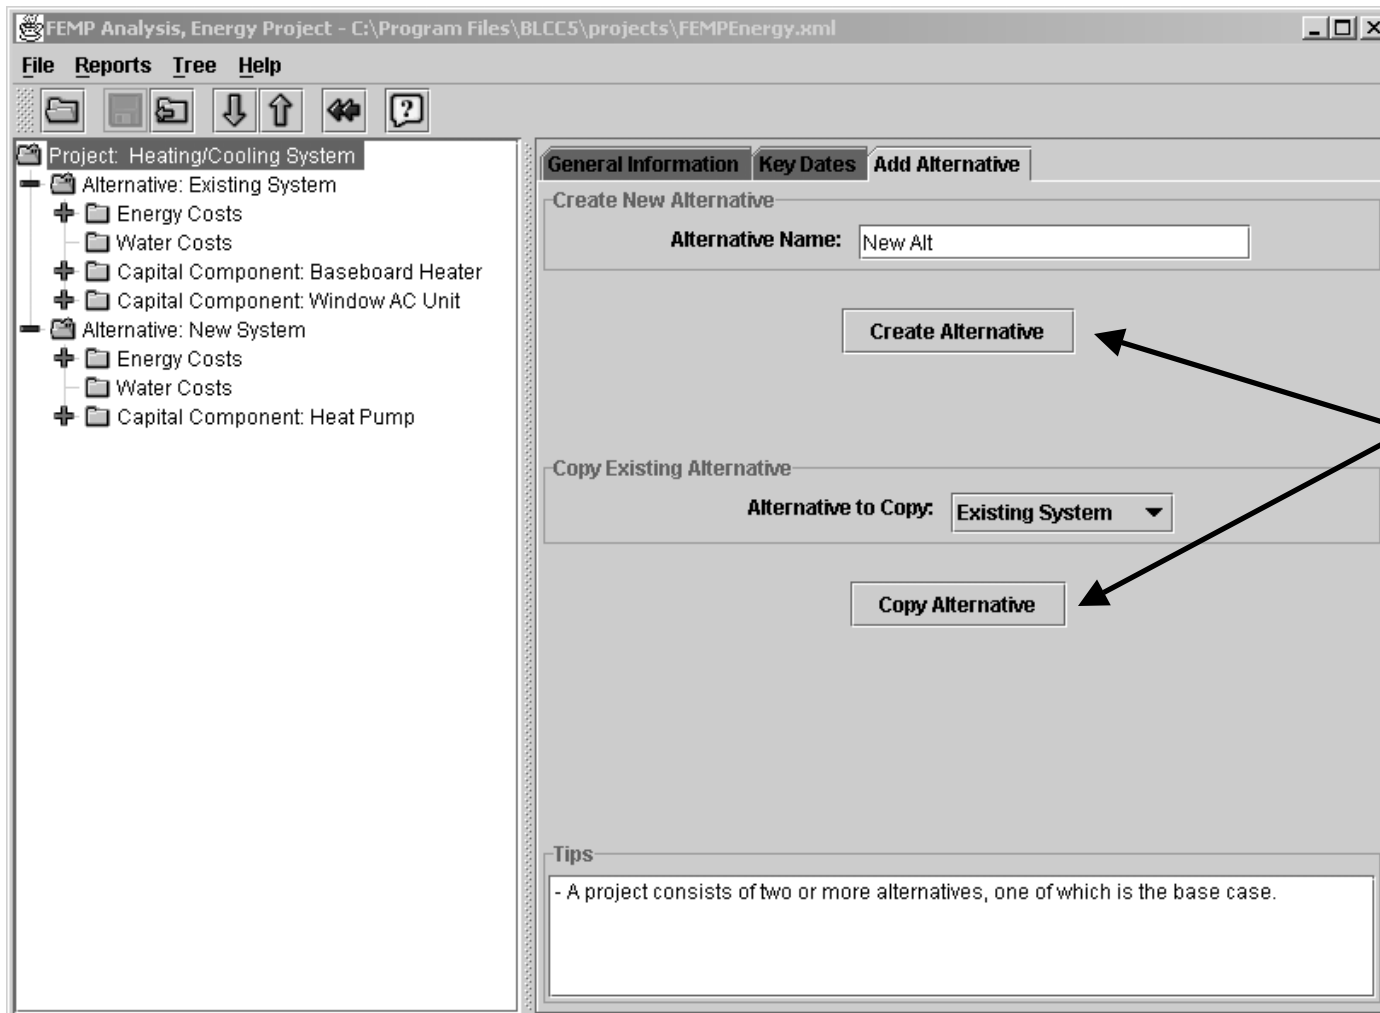 FEMP Analysis, Energy Project - C:\Program Files\BLCC5\projects\FEMPEnergy.xml
File Reports Tree Help
Project: Heating/Cooling System
Alternative: Existing System
Energy Costs
Water Costs
Capital Component: Baseboard Heater
Capital Component: Window AC Unit
Alternative: New System
Energy Costs
Water Costs
Capital Component: Heat Pump
General Information Key Dates Add Alternative
Create New Alternative
Alternative Name: New Alt
Create Alternative
Copy Existing Alternative
Alternative to Copy: Existing System
Copy Alternative
Tips
- A project consists of two or more alternatives, one of which is the base case.